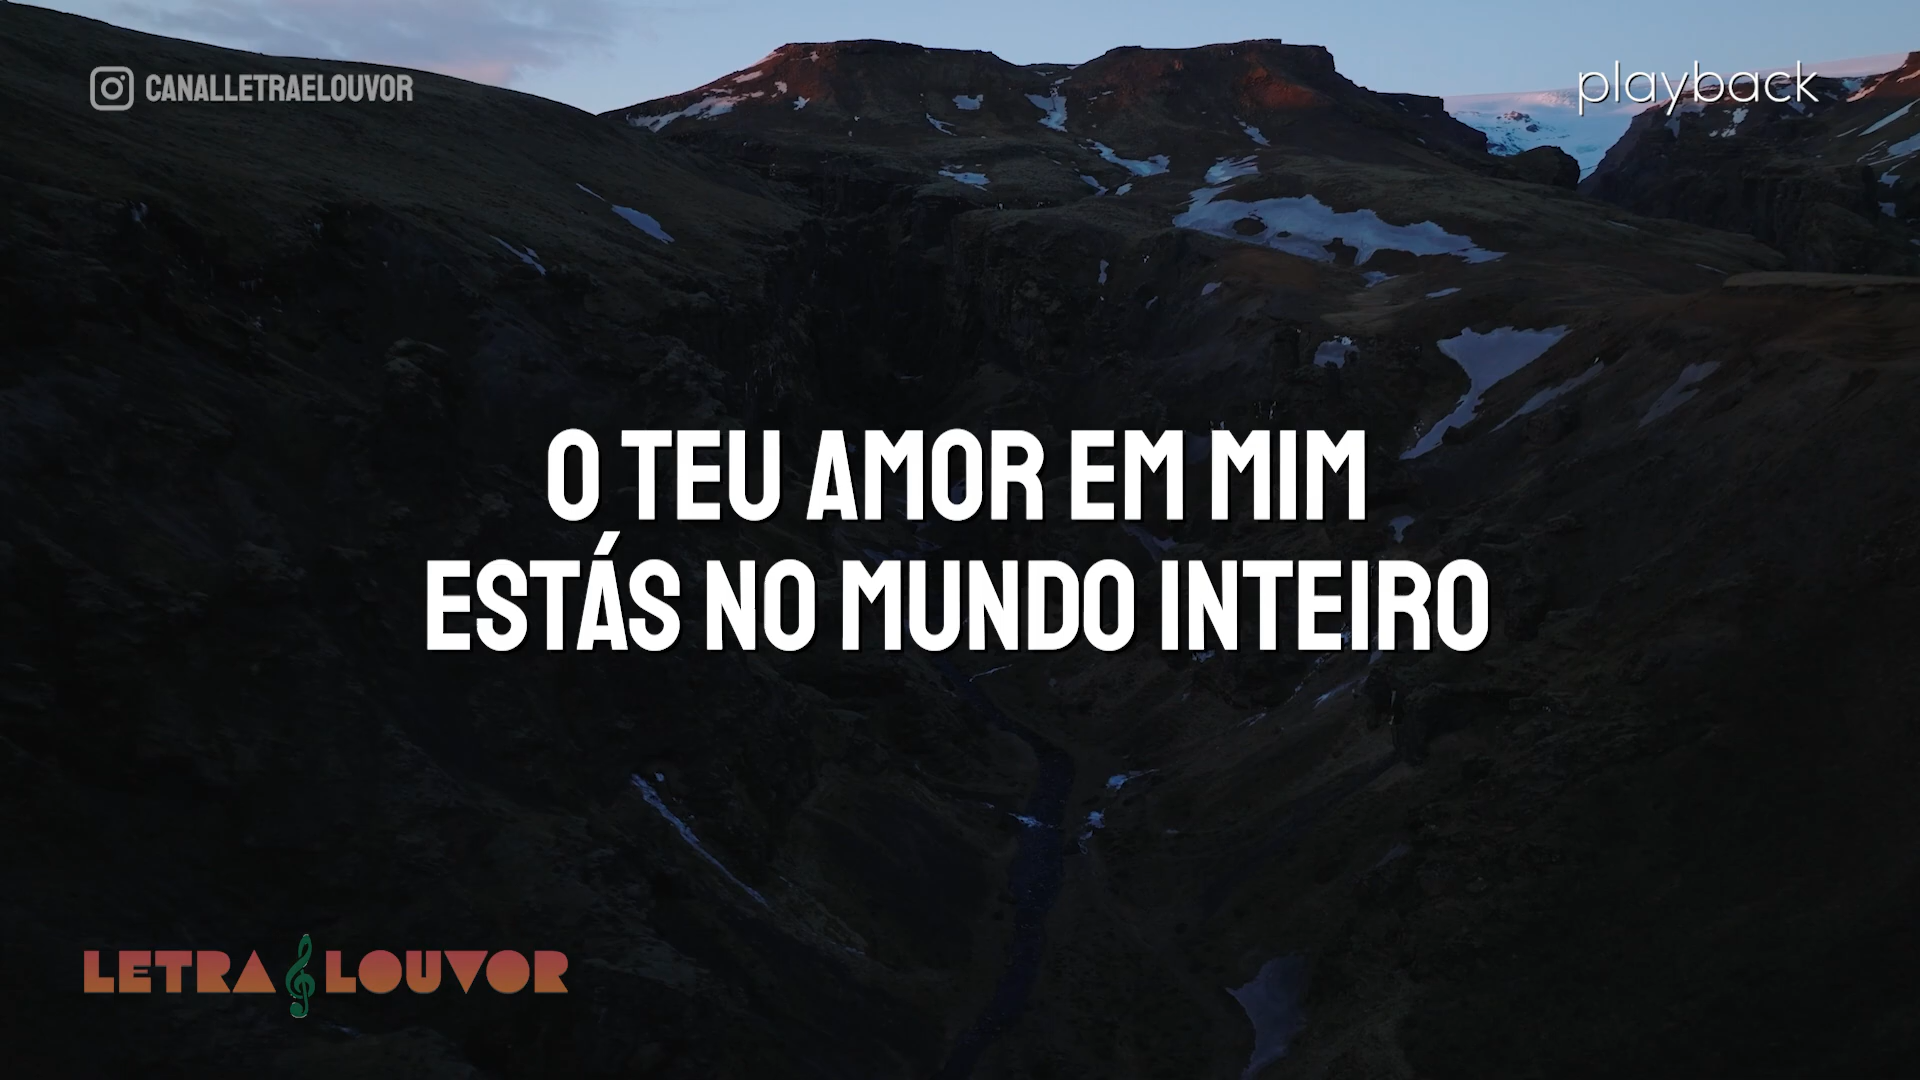 CANALLETRAELOUVOR
playback
O TEU AMOR EM MIM
ESTÁS NO MUNDO INTEIRO
LETRA LOUVOR